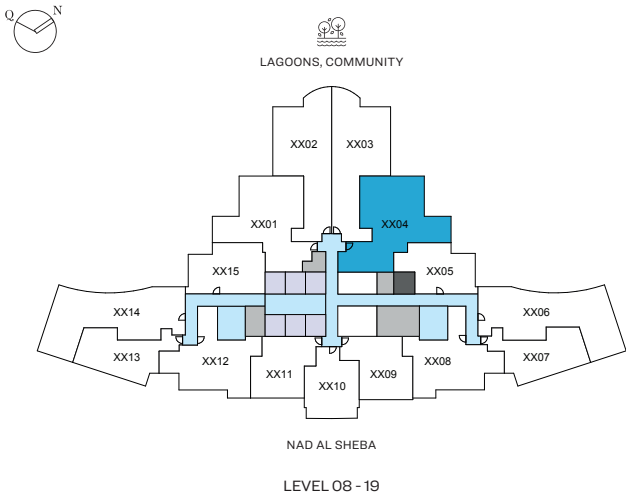 Q N
LAGOONS, COMMUNITY
XX02 XX03
XX01 XX04
XX15 XX05
XX14 XX06
XX13 XX12 XX08 XX07
XX11 XX10 XX09
NAD AL SHEBA
LEVEL 08 - 19